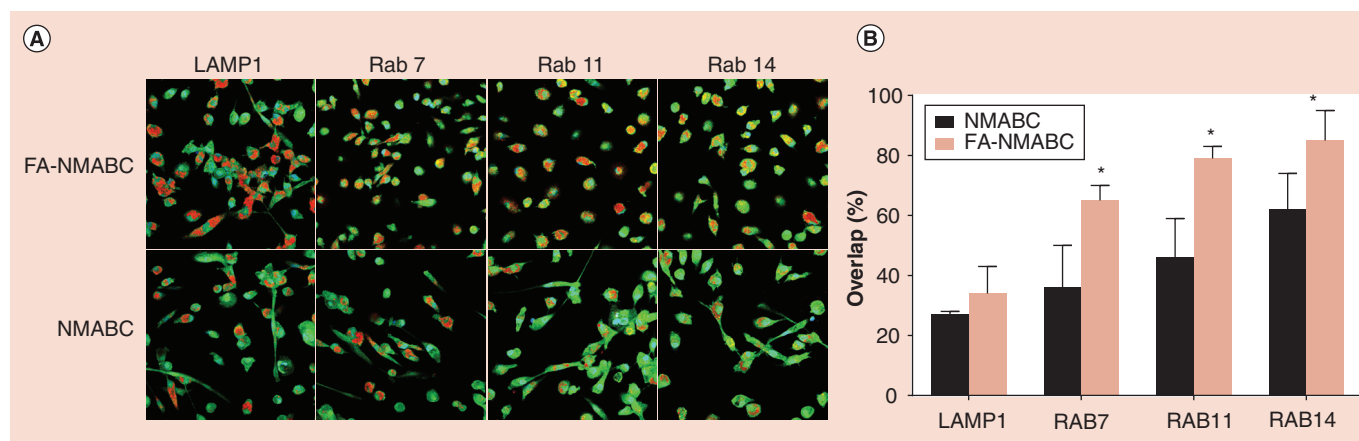 A
LAMP1 Rab 7 Rab 11 Rab 14
FA-NMABC
NMABC
B
100
80
60
40
20
0
Overlap (%)
NMABC
FA-NMABC
*
*
*
LAMP1 RAB7 RAB11 RAB14